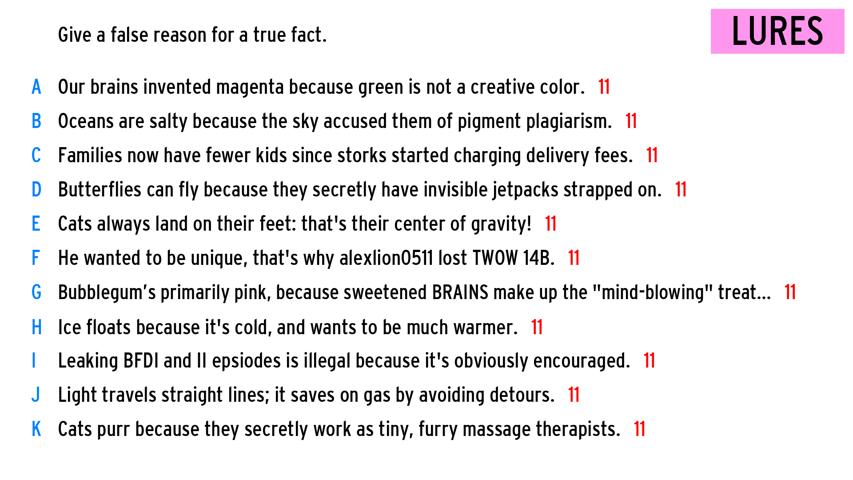 Give a false reason for a true fact.
LURES
A Our brains invented magenta because green is not a creative color. 11
B Oceans are salty because the sky accused them of pigment plagiarism. 11
C Families now have fewer kids since storks started charging delivery fees. 11
D Butterflies can fly because they secretly have invisible jetpacks strapped on. 11
E Cats always land on their feet: that's their center of gravity! 11
F He wanted to be unique, that's why alexlion0511 lost TWOW 14B. 11
G Bubblegum’s primarily pink, because sweetened BRAINS make up the "mind-blowing" treat... 11
H Ice floats because it's cold, and wants to be much warmer. 11
I Leaking BFDI and II epsiodes is illegal because it's obviously encouraged. 11
J Light travels straight lines; it saves on gas by avoiding detours. 11
K Cats purr because they secretly work as tiny, furry massage therapists. 11